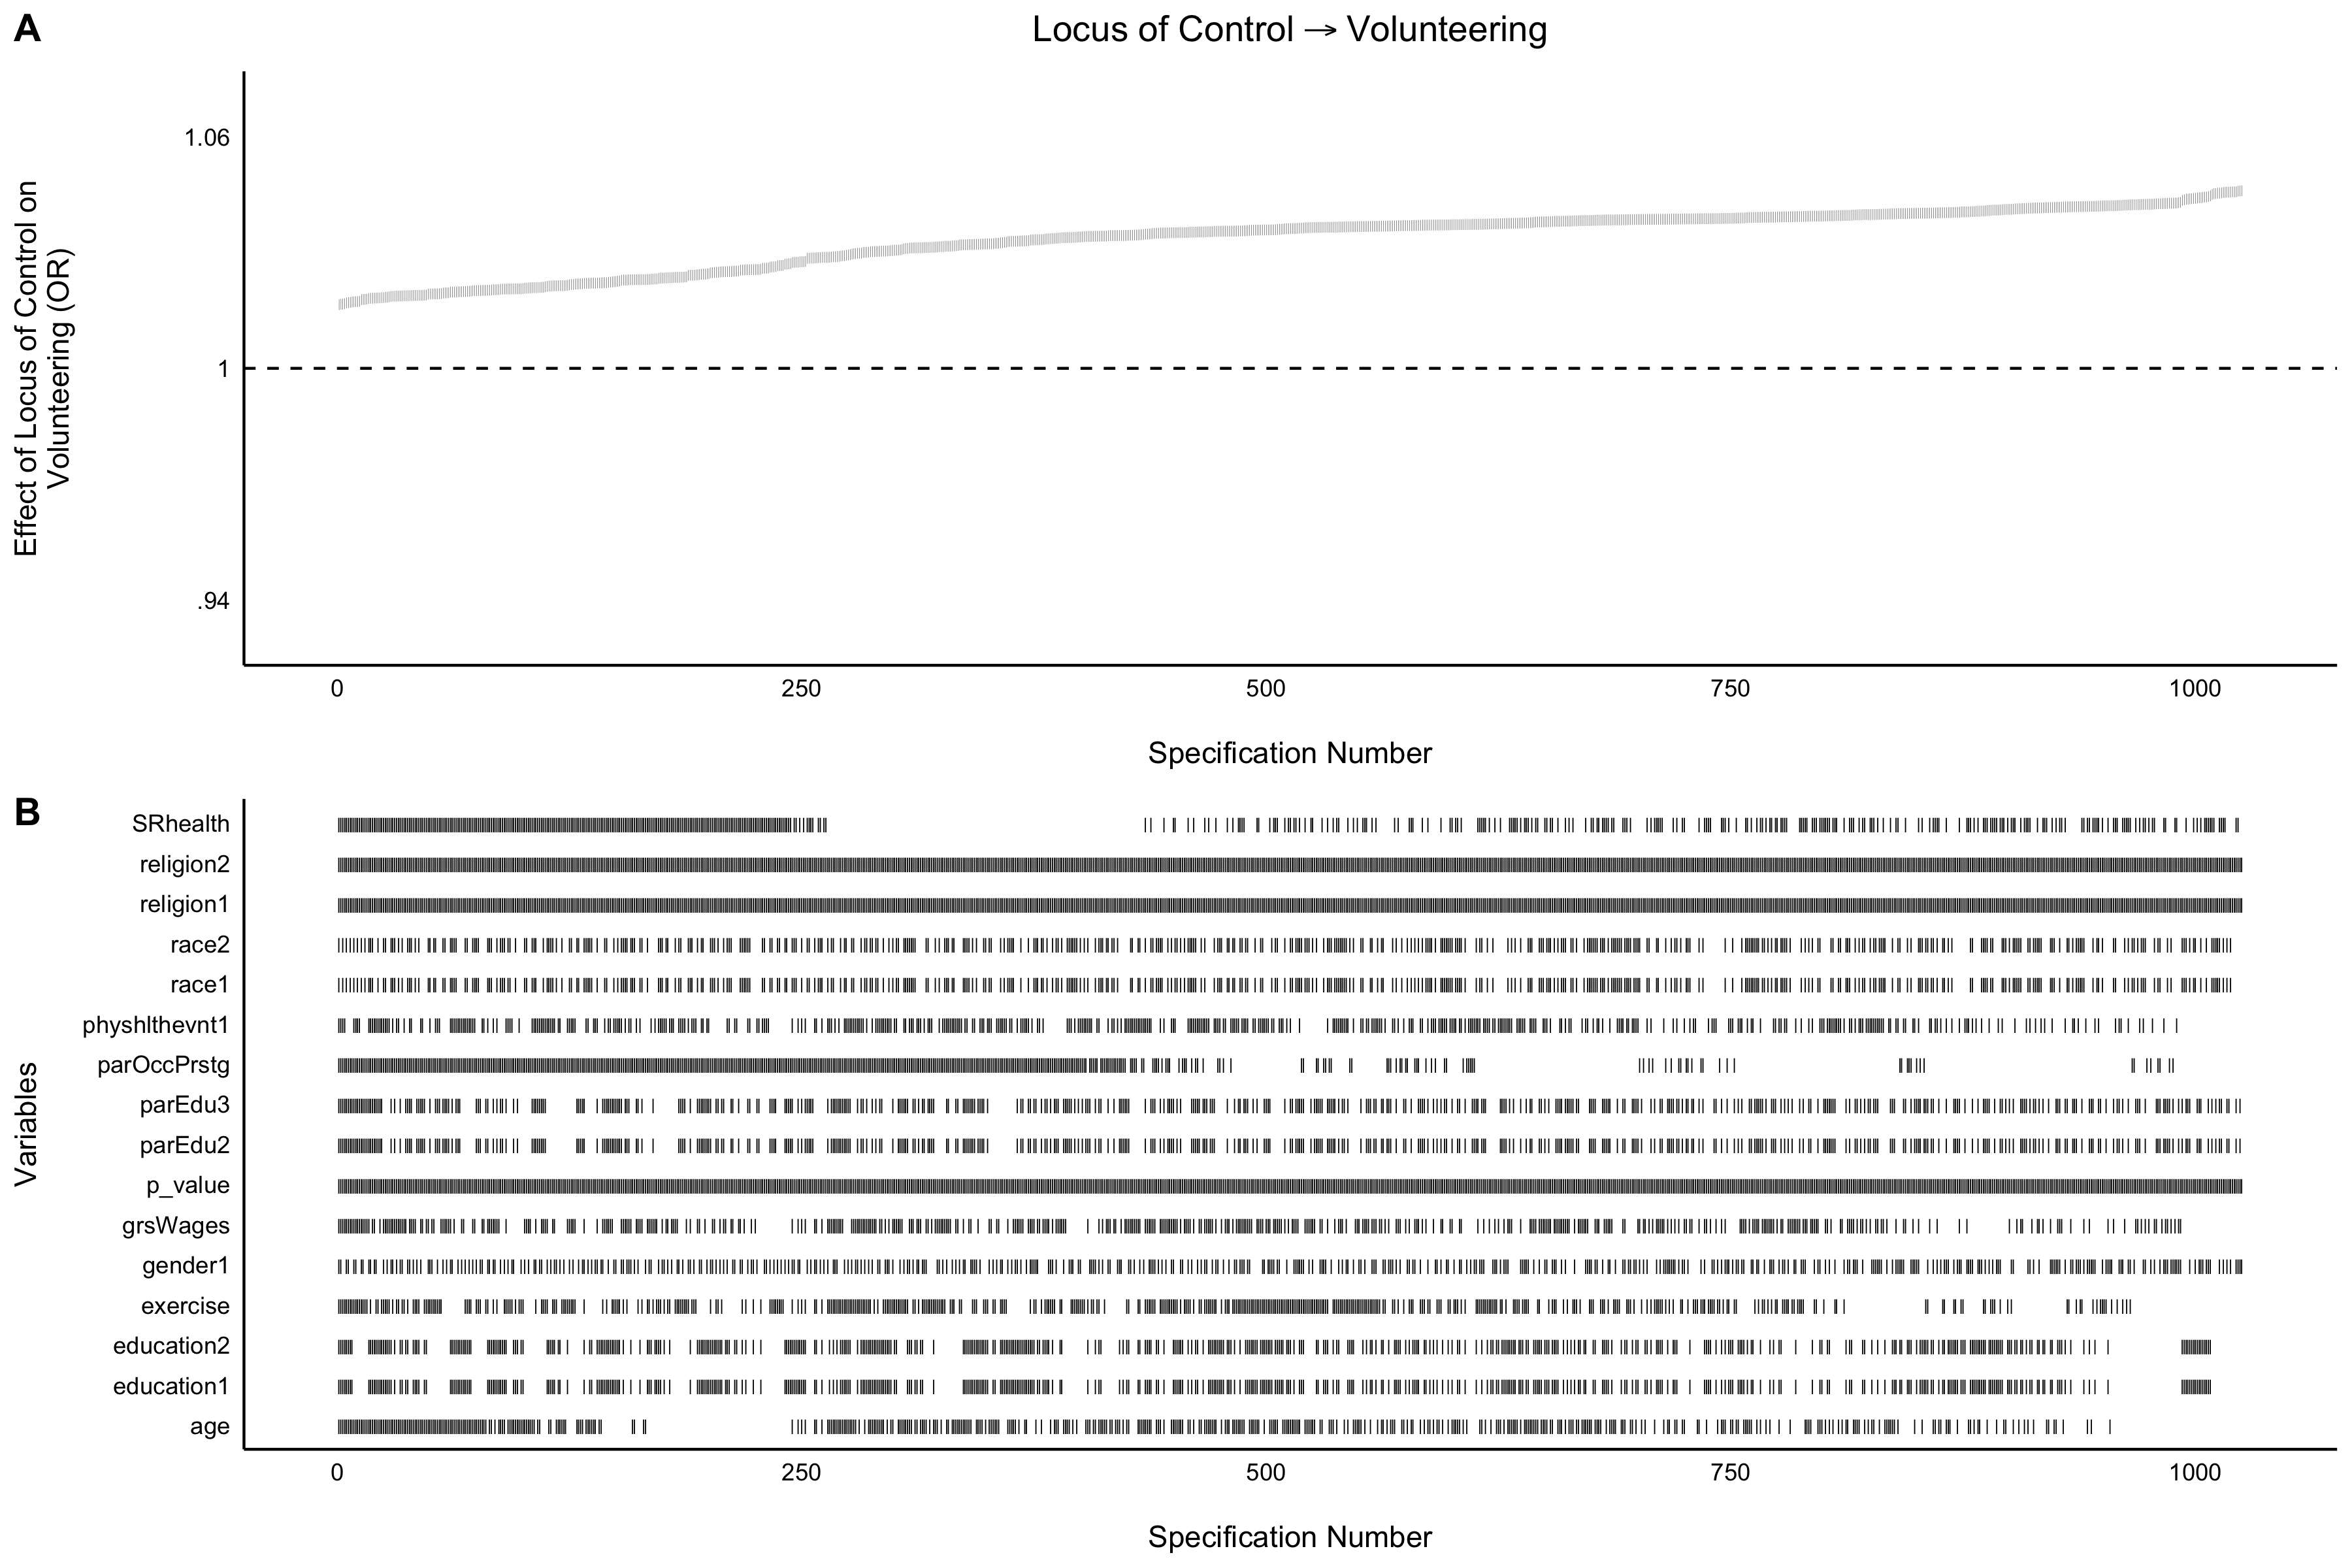 A
Locus of Control → Volunteering
Effect of Locus of Control on
Volunteering (OR)
1.06
1
.94
0 250 500 750 1000
Specification Number
B
Variables
SRhealth
religion2
religion1
race2
race1
physhlthevnt1
parOccPrstg
parEdu3
parEdu2
p_value
grsWages
gender1
exercise
education2
education1
age
0 250 500 750 1000
Specification Number